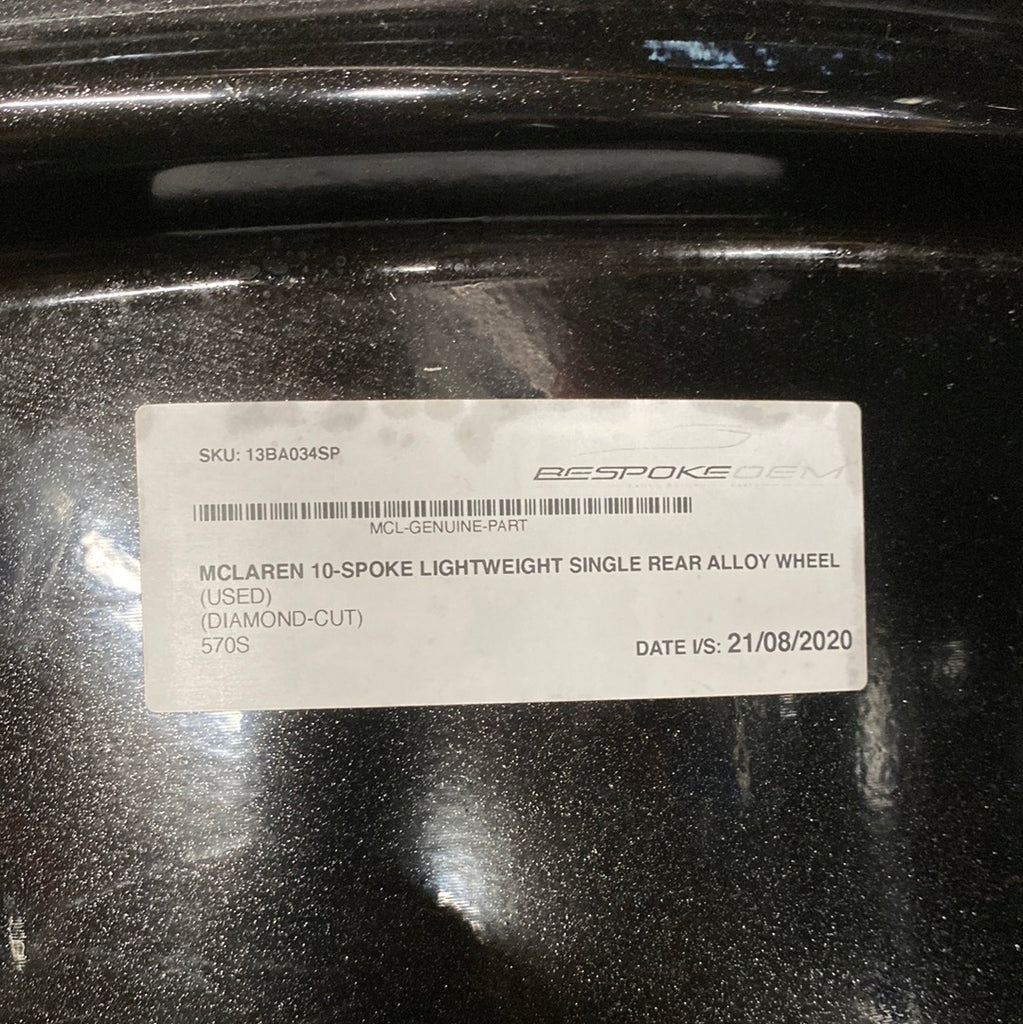 SKU: 13BA034SP
BESPOKEOEM
MCL-GENUINE-PART
MCLAREN 10-SPOKE LIGHTWEIGHT SINGLE REAR ALLOY WHEEL
(USED)
(DIAMOND-CUT)
570S
DATE I/S: 21/08/2020